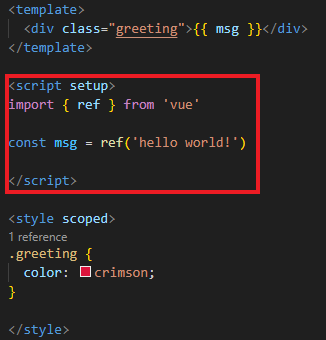 <template>
<div class="greeting">{{ msg }}</div>
</template>
<script setup>
import { ref } from 'vue'
const msg = ref('hello world!')
</script>
<style scoped>
1 reference
.greeting {
color: crimson;
}
</style>